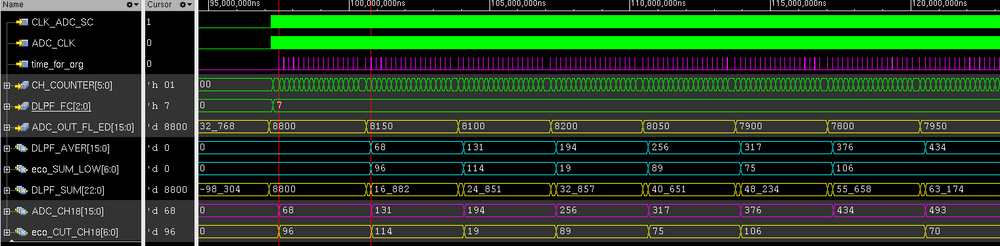 Name Cursor 95,000,000ns 100,000,000ns 105,000,000ns 110,000,000ns 115,000,000ns 120,000,000ns
CLK_ADC_SC 1
ADC_CLK 0
time_for_org 0
CH_COUNTER[5:0] 'h 01 00
DLPF_FC[2:0] 'h 7 0 7
ADC_OUT_FL_ED[15:0] 'd 8800 32_768 8800 8150 8100 8200 8050 7900 7800 7950
DLPF_AVER[15:0] 'd 0 0 68 131 194 256 317 376 434
eco_SUM_LOW[6:0] 'd 0 0 96 114 19 89 75 106
DLPF_SUM[22:0] 'd 8800 -98_304 8800 16_882 24_851 32_857 40_651 48_234 55_658 63_174
ADC_CH18[15:0] 'd 68 0 68 131 194 256 317 376 434 493
eco_CUT_CH18[6:0] 'd 96 0 96 114 19 89 75 106 70